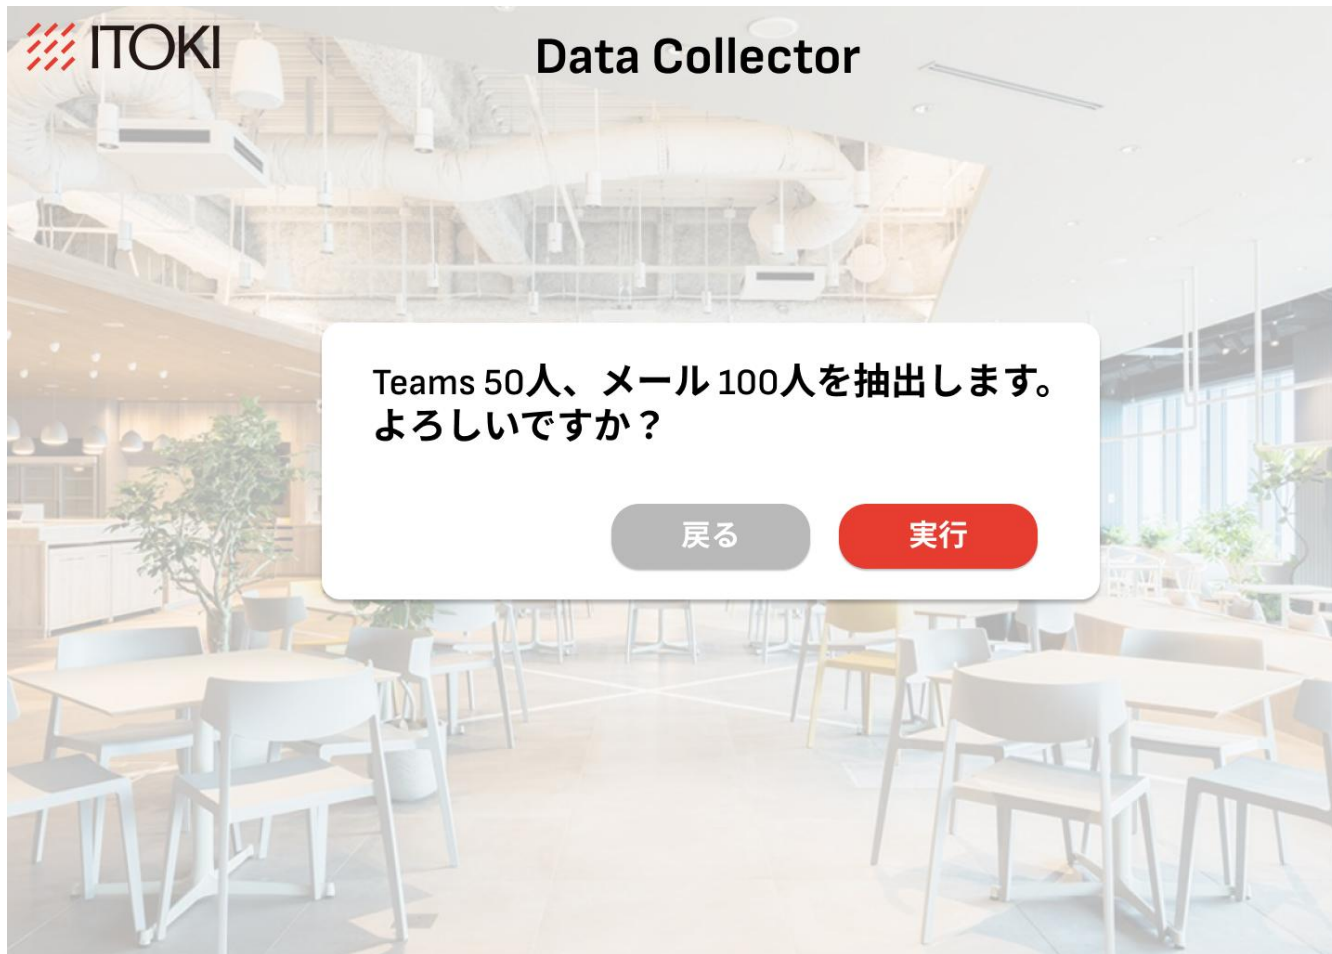 ITOKI
Data Collector
Teams 50人、メール 100人を抽出します。
よろしいですか？
戻る
実行